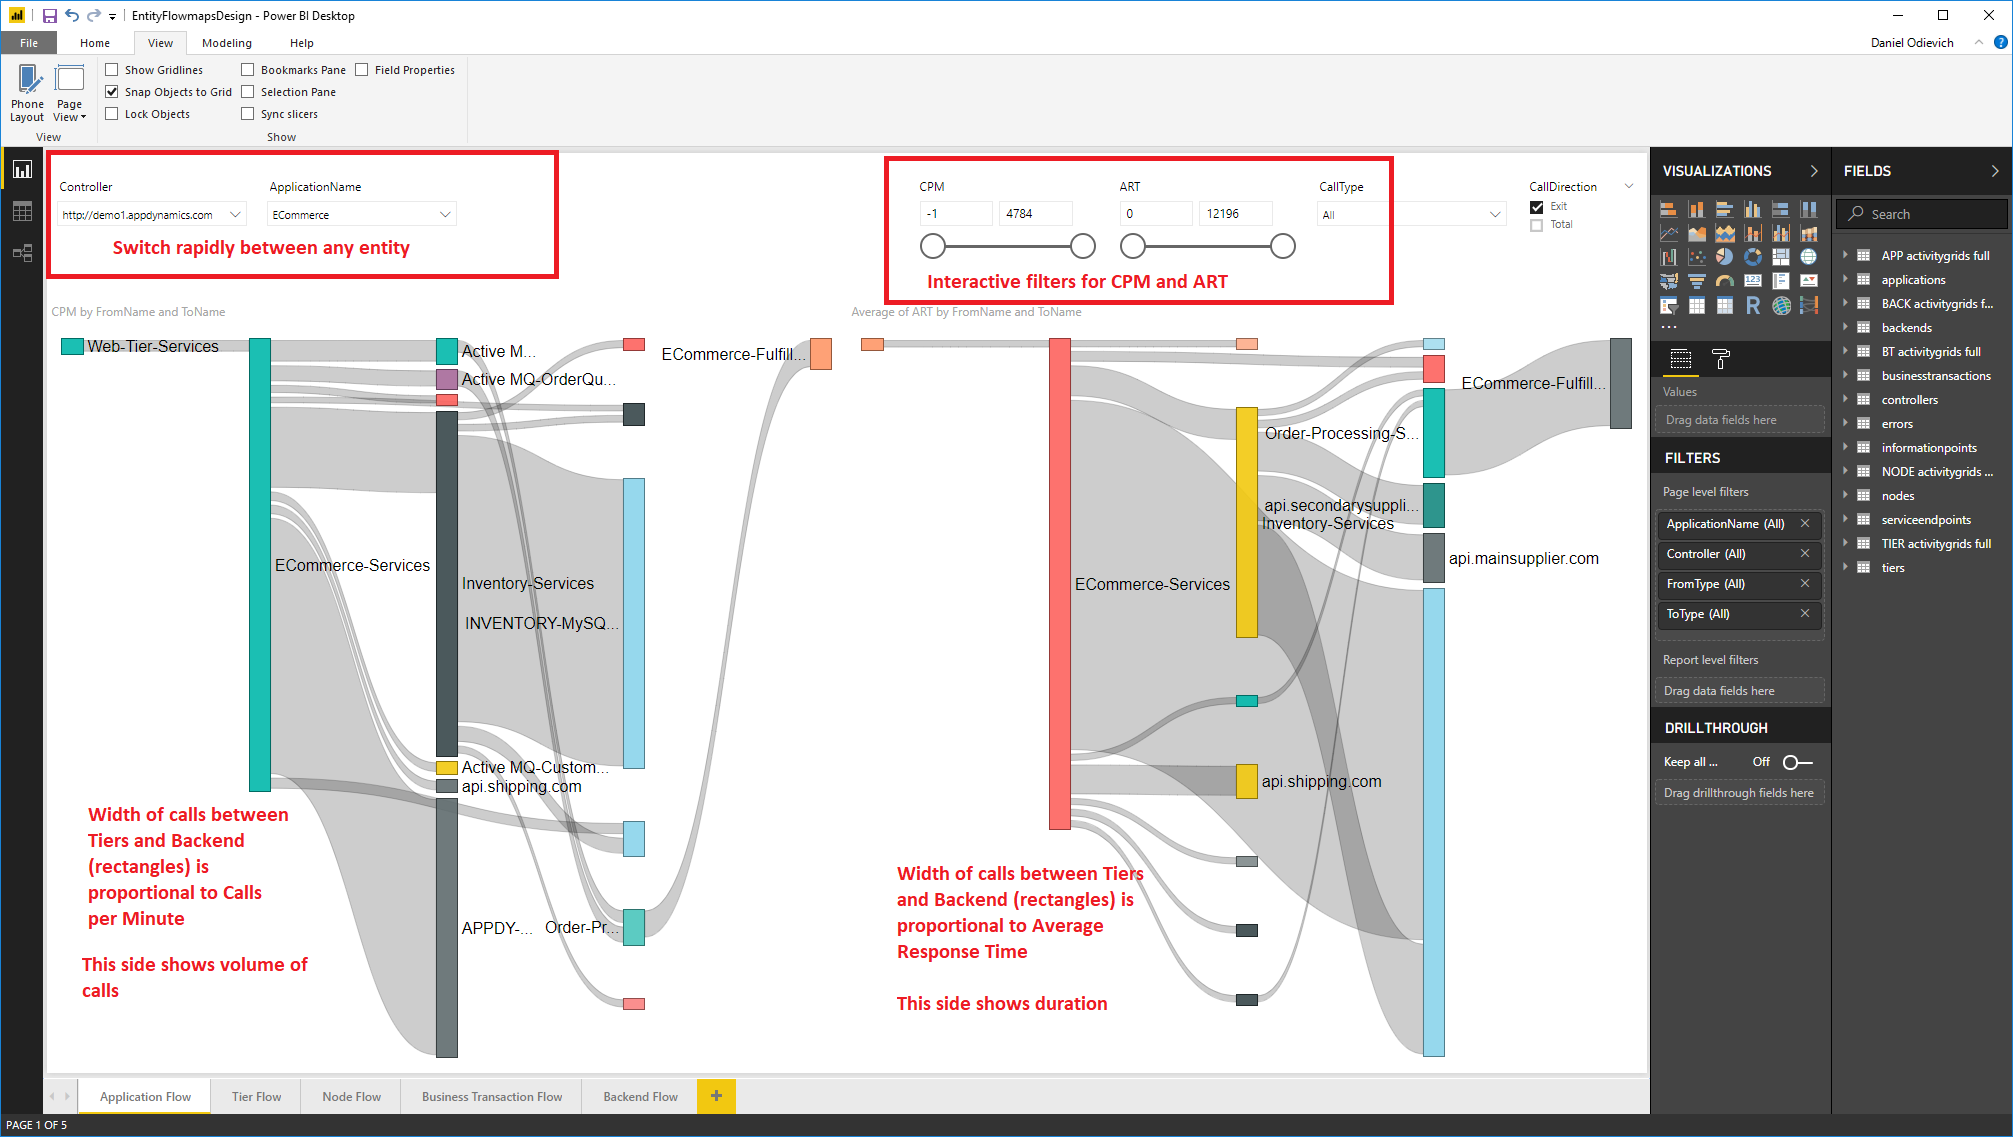 EntityFlowmapsDesign - Power BI Desktop
File Home View Modeling Help
Daniel Odievich
?
Phone Layout
Page View
Show Gridlines
Snap Objects to Grid
Lock Objects
Bookmarks Pane
Selection Pane
Sync slicers
Field Properties
View
Show
Controller
http://demo1.appdynamics.com
ApplicationName
ECommerce
Switch rapidly between any entity
CPM
-1
4784
ART
0
12196
CallType
All
CallDirection
Exit
Total
Interactive filters for CPM and ART
CPM by FromName and ToName
Web-Tier-Services
ECommerce-Services
Active M...
Active MQ-OrderQu...
Inventory-Services
INVENTORY-MySQ...
Active MQ-Custom...
api.shipping.com
APPDY-...
Order-Pr...
ECommerce-Fulfill...
Width of calls between
Tiers and Backend
(rectangles) is
proportional to Calls
per Minute
This side shows volume of
calls
Average of ART by FromName and ToName
ECommerce-Services
Order-Processing-S...
api.secondarysuppli...
Inventory-Services
api.shipping.com
ECommerce-Fulfill...
api.mainsupplier.com
Width of calls between Tiers
and Backend (rectangles) is
proportional to Average
Response Time
This side shows duration
VISUALIZATIONS
123
R
...
Values
Drag data fields here
FILTERS
Page level filters
ApplicationName (All)
Controller (All)
FromType (All)
ToType (All)
Report level filters
Drag data fields here
DRILLTHROUGH
Keep all ...
Off
Drag drillthrough fields here
FIELDS
Search
APP activitygrids full
applications
BACK activitygrids f...
backends
BT activitygrids full
businesstransactions
controllers
errors
informationpoints
NODE activitygrids ...
nodes
serviceendpoints
TIER activitygrids full
tiers
Application Flow
Tier Flow
Node Flow
Business Transaction Flow
Backend Flow
+
PAGE 1 OF 5